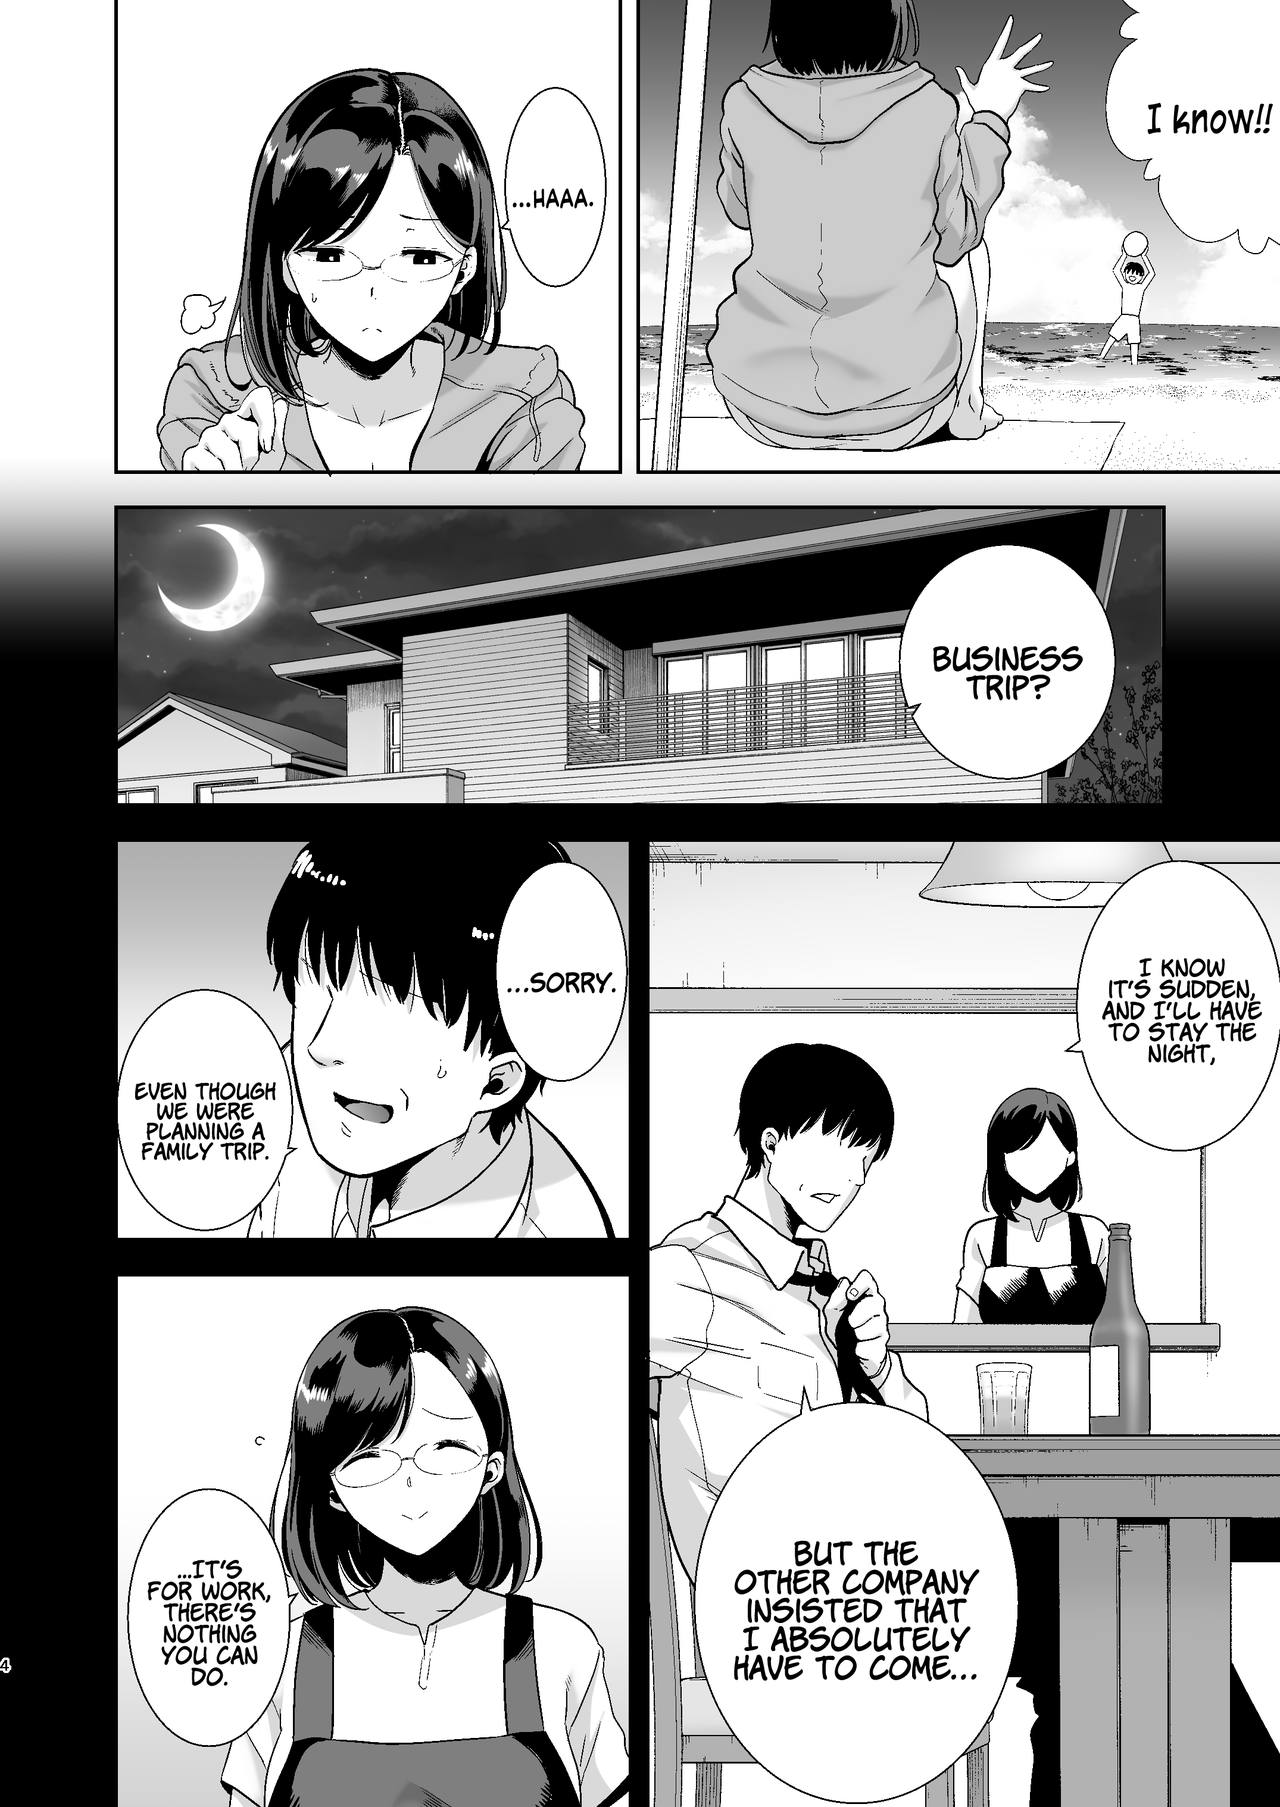 I know!!
...HAAA.
BUSINESS
TRIP?
I KNOW
IT'S SUDDEN,
AND I'LL HAVE
TO STAY THE
NIGHT,
BUT THE
OTHER COMPANY
INSISTED THAT
I ABSOLUTELY
HAVE TO COME...
...SORRY.
EVEN THOUGH
WE WERE
PLANNING A
FAMILY TRIP.
...IT'S
FOR WORK,
THERE'S
NOTHING
YOU CAN
DO.
4